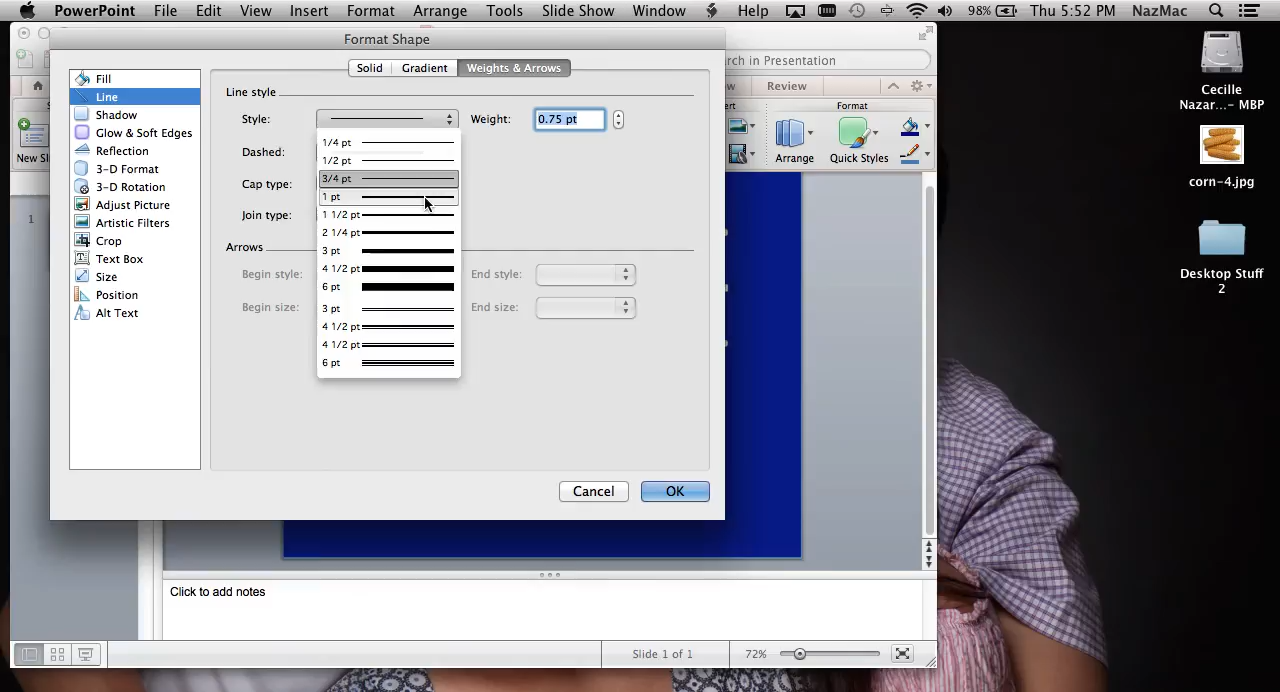 PowerPoint File Edit View Insert Format Arrange Tools Slide Show Window Help 98% Thu 5:52 PM NazMac
Format Shape
rch in Presentation
Solid Gradient Weights & Arrows
Fill
Line
Shadow
Glow & Soft Edges
Reflection
3-D Format
3-D Rotation
Adjust Picture
Artistic Filters
Crop
Text Box
Size
Position
Alt Text
Line style
Style: Weight: 0.75 pt
Dashed:
Cap type:
Join type:
1/4 pt
1/2 pt
3/4 pt
1 pt
1 1/2 pt
2 1/4 pt
3 pt
4 1/2 pt
6 pt
3 pt
4 1/2 pt
4 1/2 pt
6 pt
Arrows
Begin style: End style:
Begin size: End size:
Cancel OK
Review
Format
Arrange Quick Styles
New Sl
1
Click to add notes
Slide 1 of 1 72%
Cecille
Nazar... - MBP
corn-4.jpg
Desktop Stuff
2